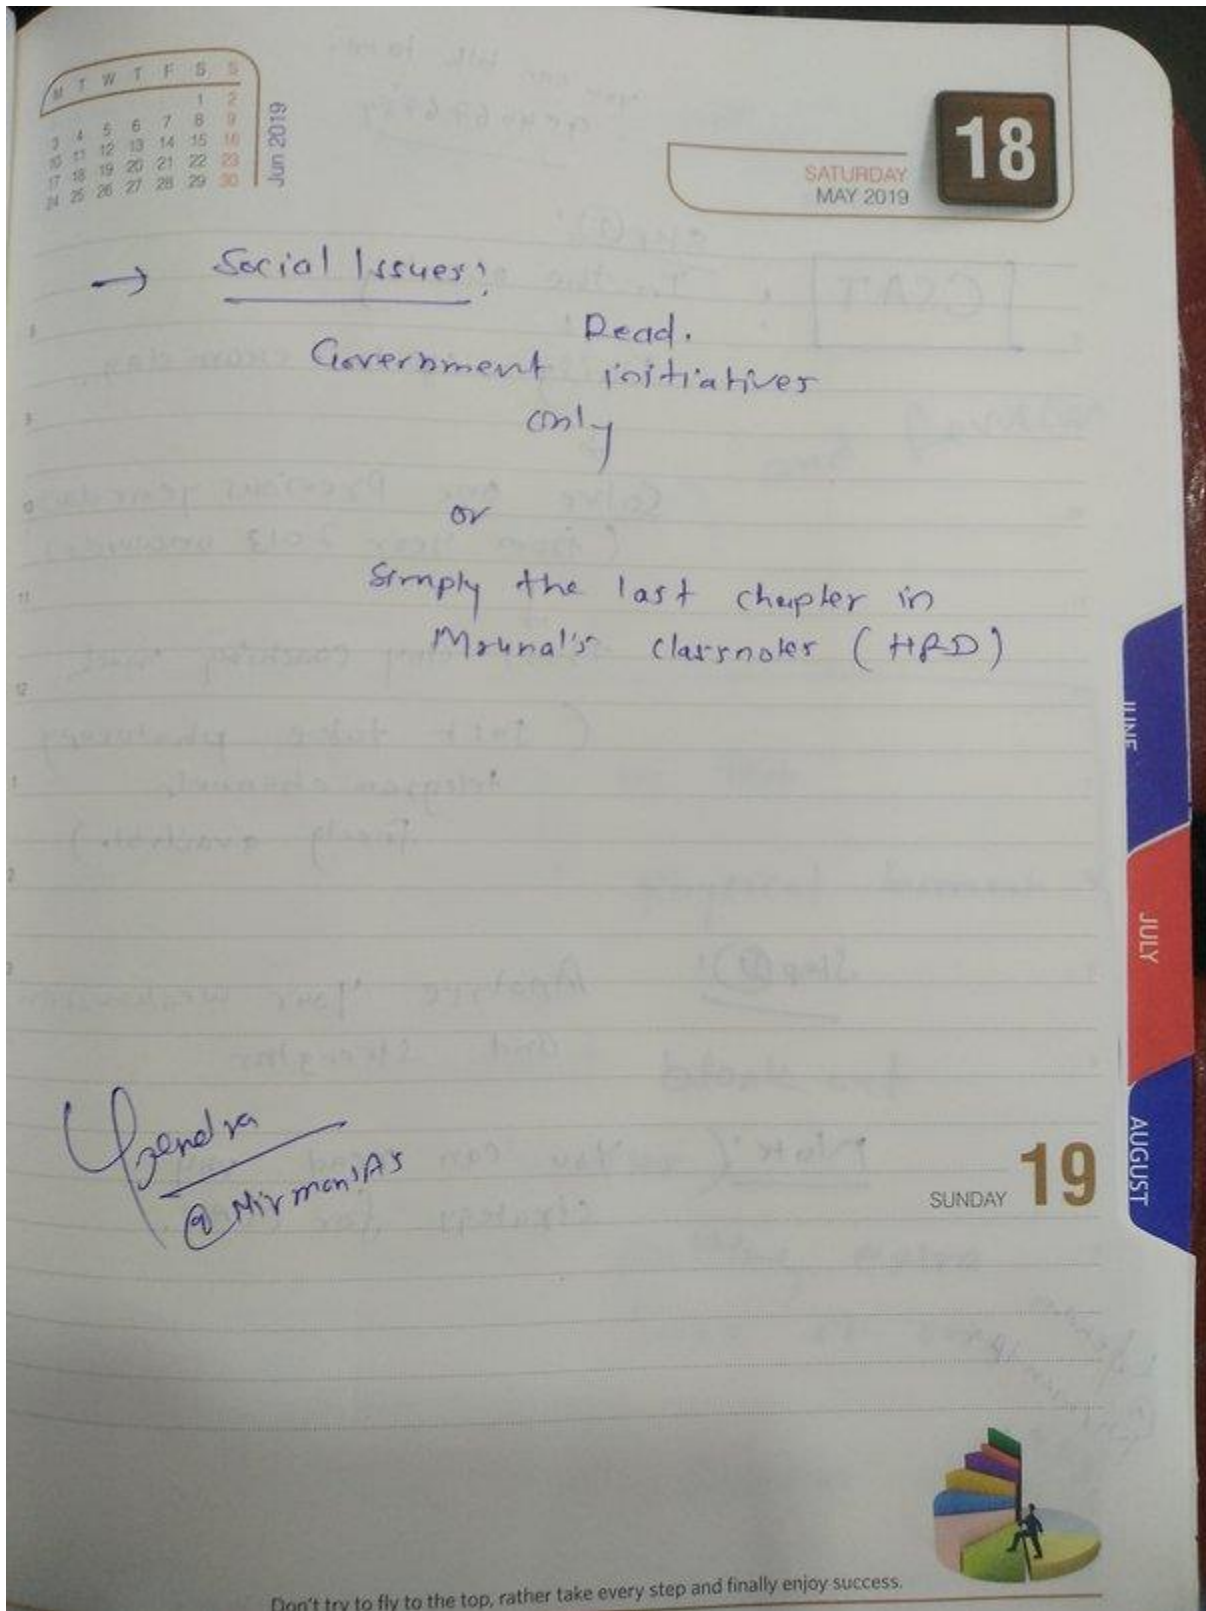 M T W T F S S
1 2
3 4 5 6 7 8 9
10 11 12 13 14 15 16
17 18 19 20 21 22 23
24 25 26 27 28 29 30
Jun 2019
18
SATURDAY
MAY 2019
→ Social Issues:
Read.
Government initiatives
only
or
Simply the last chapter in
Mrunal's classnotes (HRD)
JUNE
JULY
AUGUST
@NirmanIAS
SUNDAY 19
Don't try to fly to the top, rather take every step and finally enjoy success.